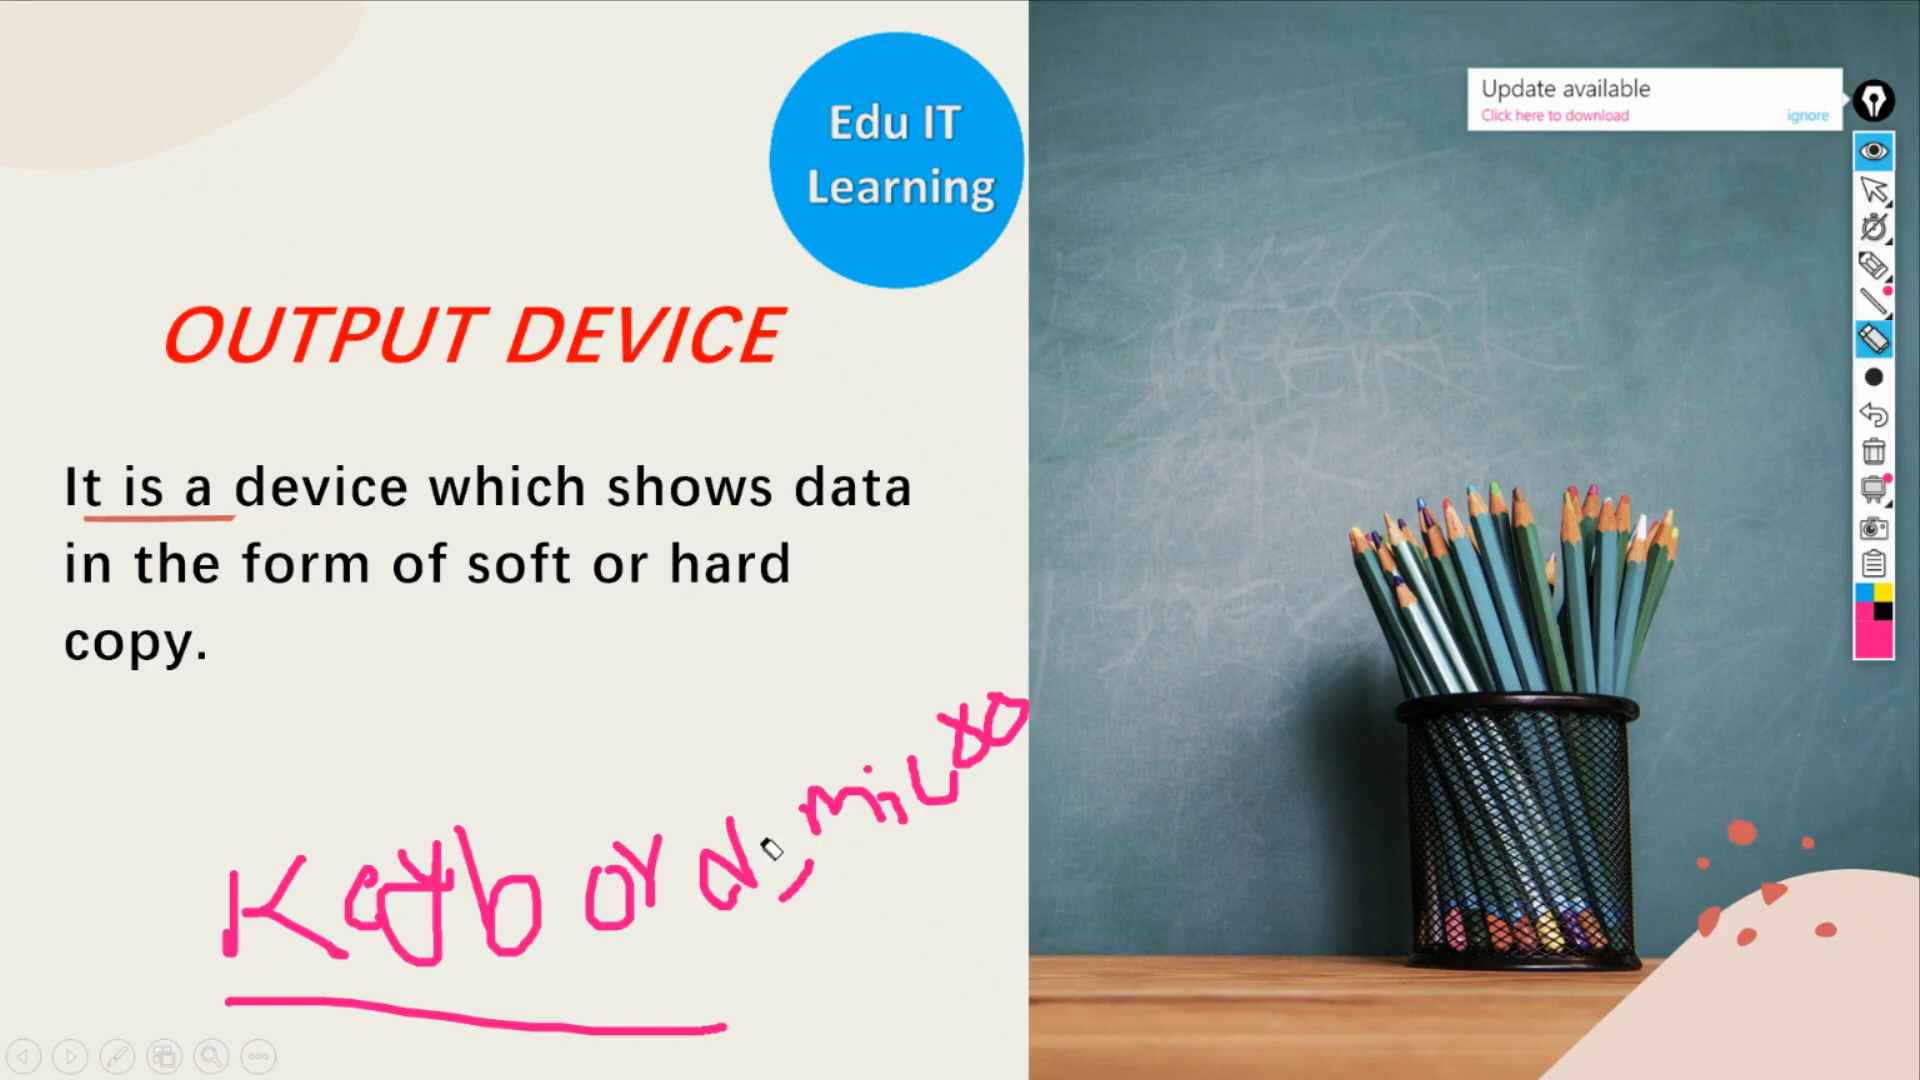 Edu IT
Learning
Update available
Click here to download
ignore
OUTPUT DEVICE
It is a device which shows data
in the form of soft or hard
copy.
Keybord, micro